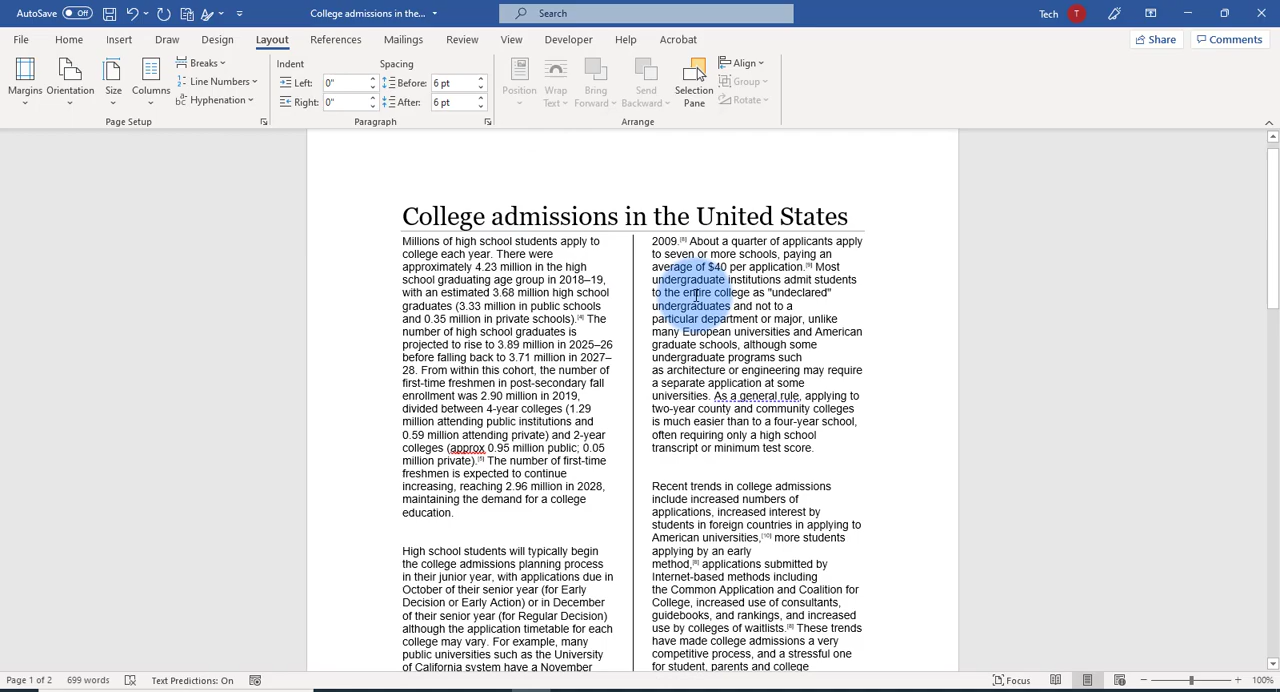 AutoSave Off College admissions in the... Search Tech T
File Home Insert Draw Design Layout References Mailings Review View Developer Help Acrobat Share Comments
Margins Orientation Size Columns Breaks Line Numbers Hyphenation
Page Setup
Indent Spacing
Left: 0" Before: 6 pt
Right: 0" After: 6 pt
Paragraph
Position Wrap Text Bring Forward Send Backward Selection Pane Align Group Rotate
Arrange
College admissions in the United States
Millions of high school students apply to
college each year. There were
approximately 4.23 million in the high
school graduating age group in 2018–19,
with an estimated 3.68 million high school
graduates (3.33 million in public schools
and 0.35 million in private schools).[4] The
number of high school graduates is
projected to rise to 3.89 million in 2025–26
before falling back to 3.71 million in 2027–
28. From within this cohort, the number of
first-time freshmen in post-secondary fall
enrollment was 2.90 million in 2019,
divided between 4-year colleges (1.29
million attending public institutions and
0.59 million attending private) and 2-year
colleges (approx 0.95 million public; 0.05
million private). The number of first-time
freshmen is expected to continue
increasing, reaching 2.96 million in 2028,
maintaining the demand for a college
education.
High school students will typically begin
the college admissions planning process
in their junior year, with applications due in
October of their senior year (for Early
Decision or Early Action) or in December
of their senior year (for Regular Decision)
although the application timetable for each
college may vary. For example, many
public universities such as the University
of California system have a November
2009. About a quarter of applicants apply
to seven or more schools, paying an
average of $40 per application. Most
undergraduate institutions admit students
to the entire college as "undeclared"
undergraduates and not to a
particular department or major, unlike
many European universities and American
graduate schools, although some
undergraduate programs such
as architecture or engineering may require
a separate application at some
universities. As a general rule, applying to
two-year county and community colleges
is much easier than to a four-year school,
often requiring only a high school
transcript or minimum test score.
Recent trends in college admissions
include increased numbers of
applications, increased interest by
students in foreign countries in applying to
American universities,[10] more students
applying by an early
method, applications submitted by
Internet-based methods including
the Common Application and Coalition for
College, increased use of consultants,
guidebooks, and rankings, and increased
use by colleges of waitlists. These trends
have made college admissions a very
competitive process, and a stressful one
for student, parents and college
Page 1 of 2 699 words Text Predictions: On Focus 100%